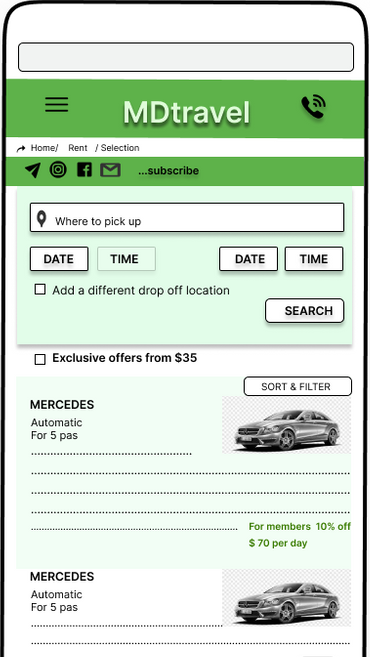 MDtravel
Home/ Rent / Selection
...subscribe
Where to pick up
DATE TIME DATE TIME
Add a different drop off location
SEARCH
Exclusive offers from $35
SORT & FILTER
MERCEDES
Automatic
For 5 pas
For members 10% off
$ 70 per day
MERCEDES
Automatic
For 5 pas